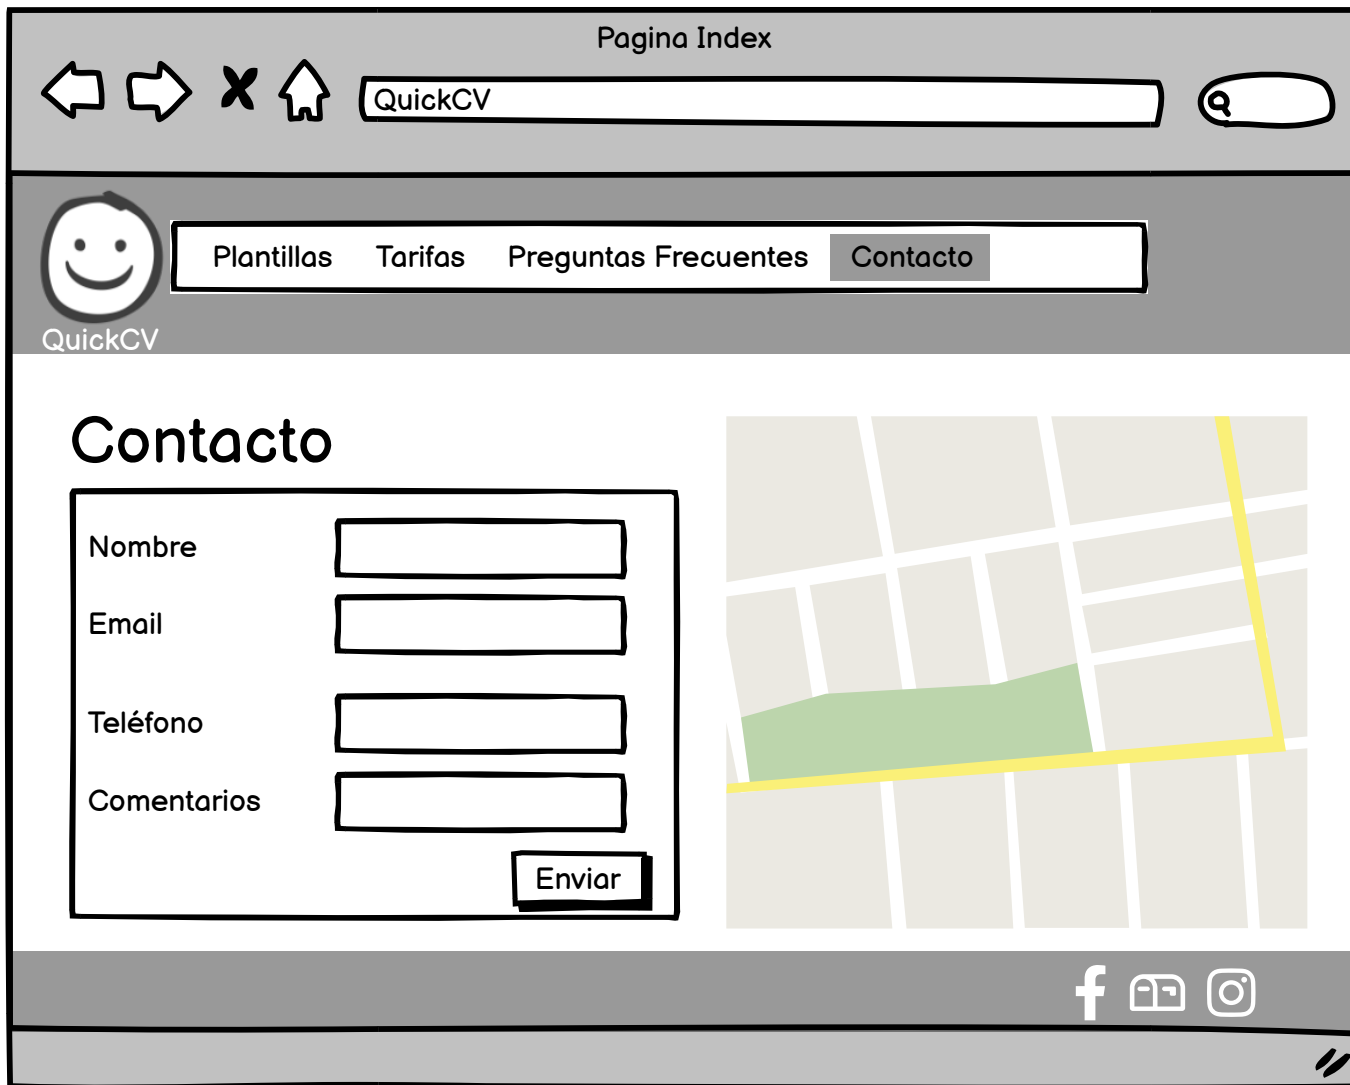 Pagina Index
QuickCV
Plantillas Tarifas Preguntas Frecuentes Contacto
QuickCV
Contacto
Nombre
Email
Teléfono
Comentarios
Enviar